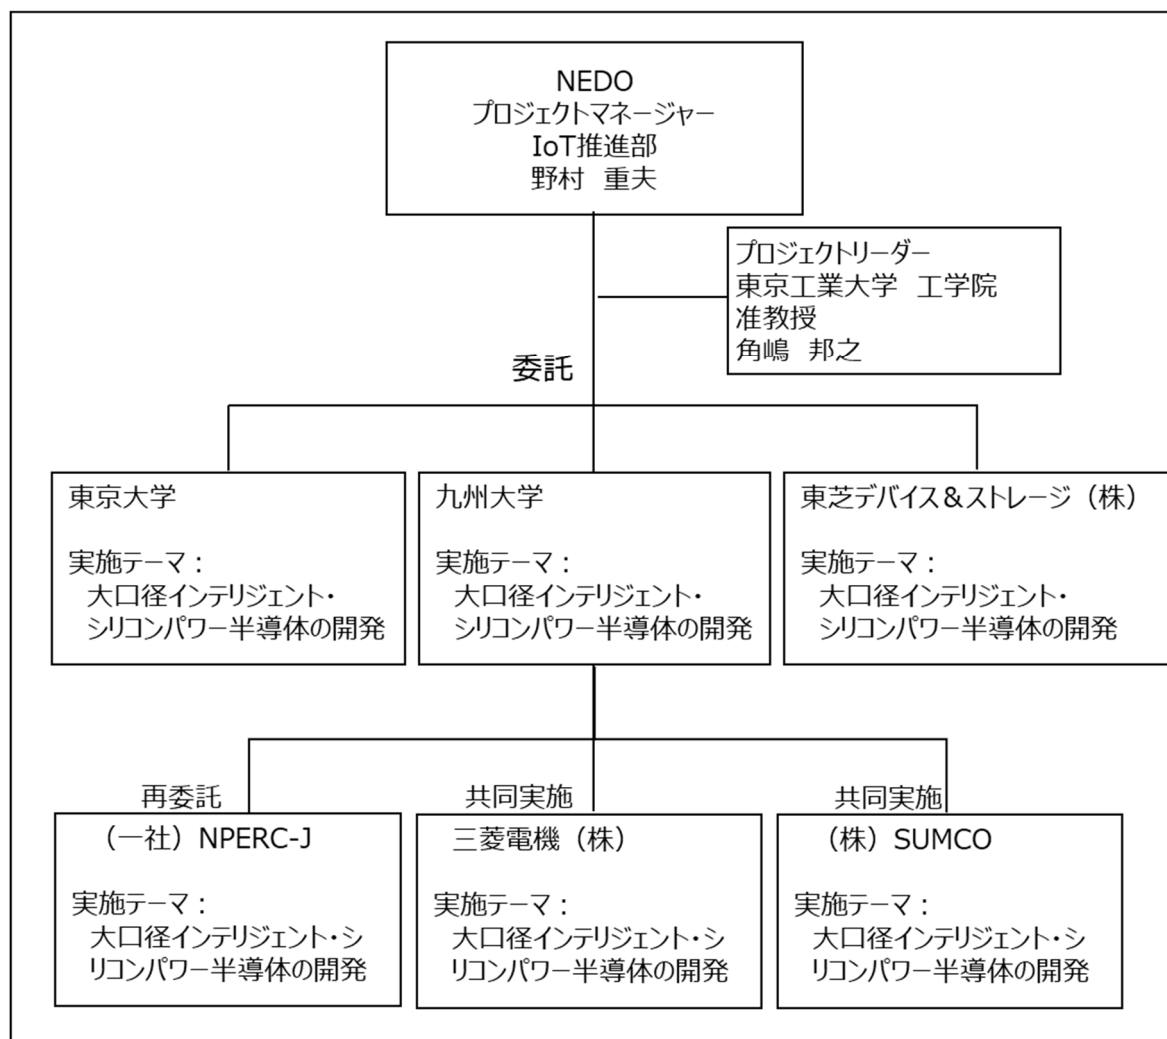 NEDO
プロジェクトマネージャー
IoT推進部
野村　重夫
プロジェクトリーダー
東京工業大学　工学院
准教授
角嶋　邦之
委託
東京大学
実施テーマ：
大口径インテリジェント・
シリコンパワー半導体の開発
九州大学
実施テーマ：
大口径インテリジェント・
シリコンパワー半導体の開発
東芝デバイス＆ストレージ（株）
実施テーマ：
大口径インテリジェント・
シリコンパワー半導体の開発
再委託
（一社）NPERC-J
実施テーマ：
大口径インテリジェント・シ
リコンパワー半導体の開発
共同実施
三菱電機（株）
実施テーマ：
大口径インテリジェント・シ
リコンパワー半導体の開発
共同実施
（株）SUMCO
実施テーマ：
大口径インテリジェント・シ
リコンパワー半導体の開発